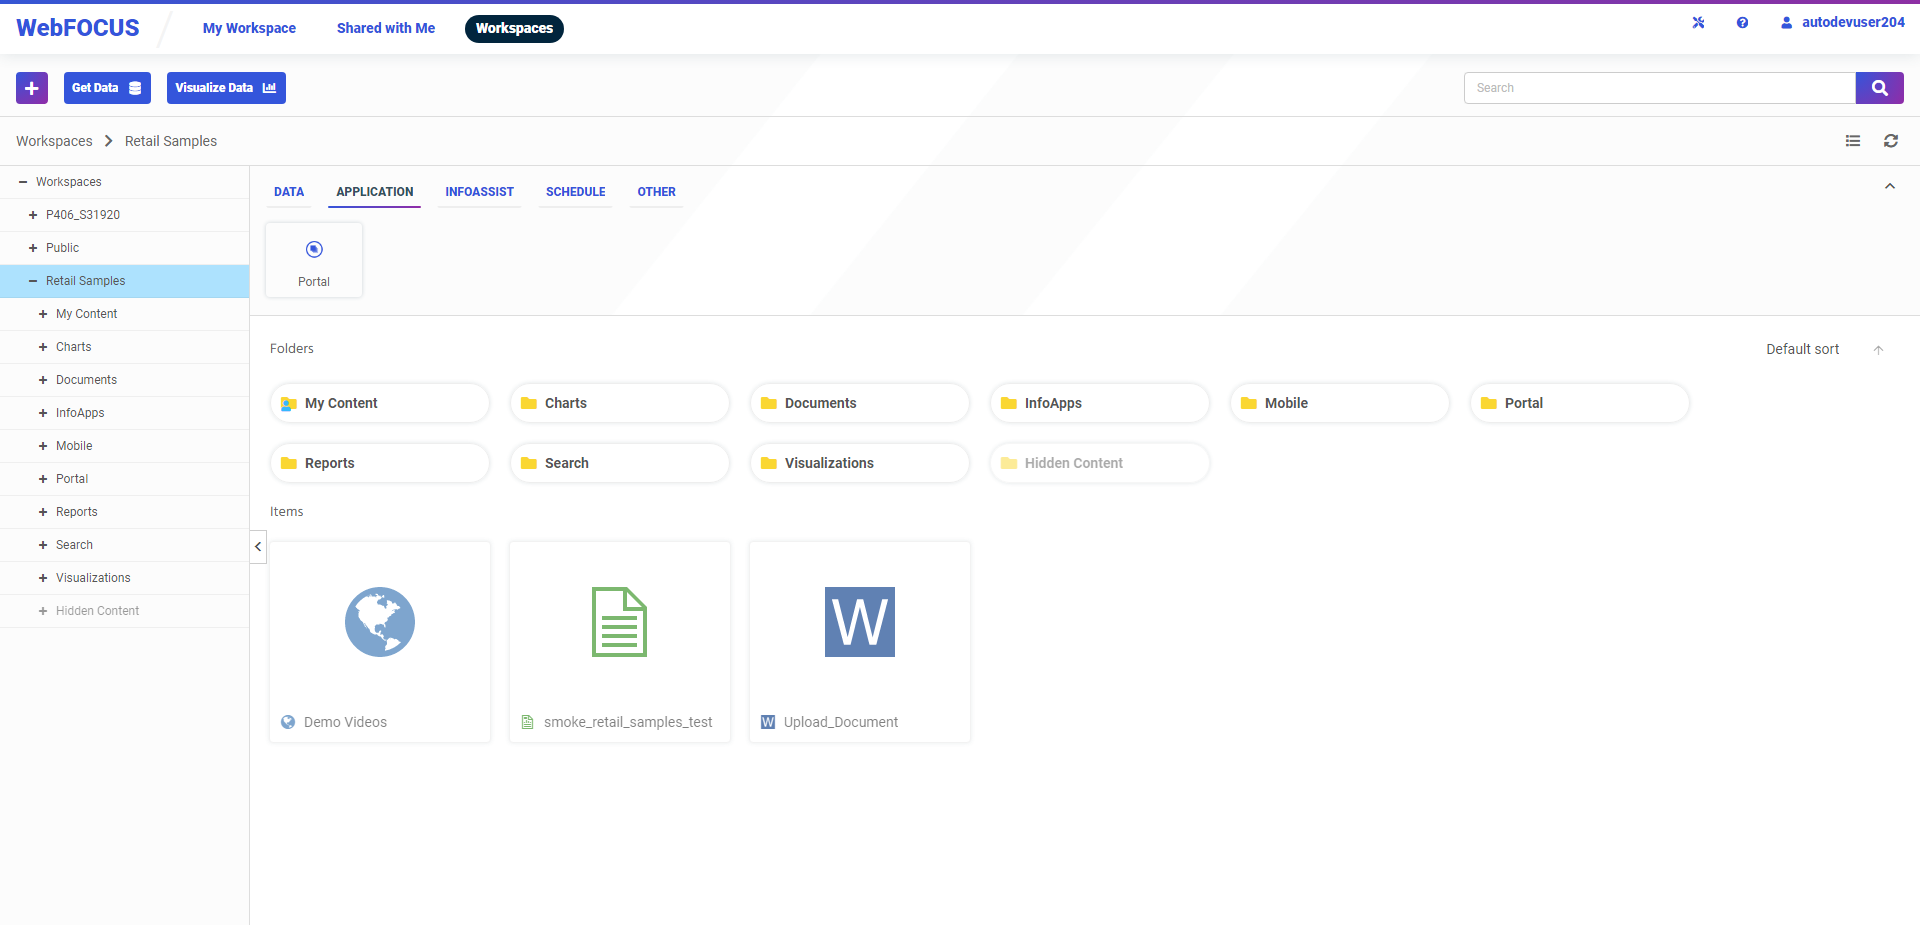 WebFOCUS
My Workspace
Shared with Me
Workspaces
autodevuser204
Get Data
Visualize Data
Search
Workspaces
Retail Samples
Workspaces
P406_S31920
Public
Retail Samples
My Content
Charts
Documents
InfoApps
Mobile
Portal
Reports
Search
Visualizations
Hidden Content
DATA
APPLICATION
INFOASSIST
SCHEDULE
OTHER
Portal
Folders
Default sort
My Content
Charts
Documents
InfoApps
Mobile
Portal
Reports
Search
Visualizations
Hidden Content
Items
W
Demo Videos
smoke_retail_samples_test
W
Upload_Document